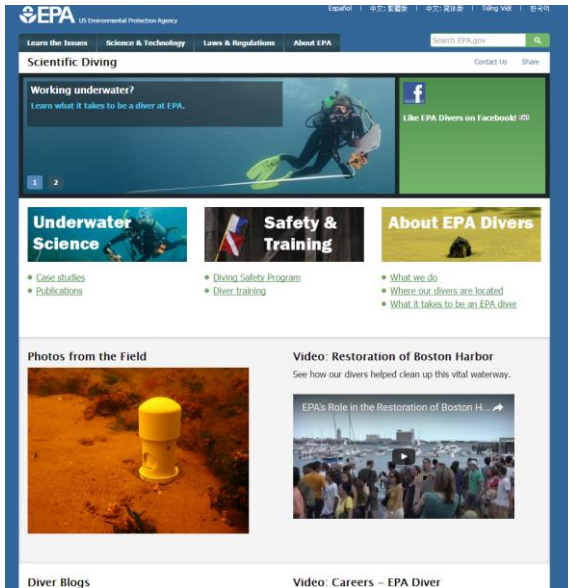 EPA US Environmental Protection Agency
Español | 中文: 繁體版 | 中文: 简体版 | Tiếng Việt | 한국어
Learn the Issues Science & Technology Laws & Regulations About EPA
Search EPA.gov
Scientific Diving
Contact Us Share
Working underwater?
Learn what it takes to be a diver at EPA.
1 2
Like EPA Divers on Facebook!
Underwater
Science
Case studies
Publications
Safety &
Training
Diving Safety Program
Diver training
About EPA Divers
What we do
Where our divers are located
What it takes to be an EPA diver
Photos from the Field
Video: Restoration of Boston Harbor
See how our divers helped clean up this vital waterway.
EPA's Role in the Restoration of Boston H...
Diver Blogs
Video: Careers – EPA Diver